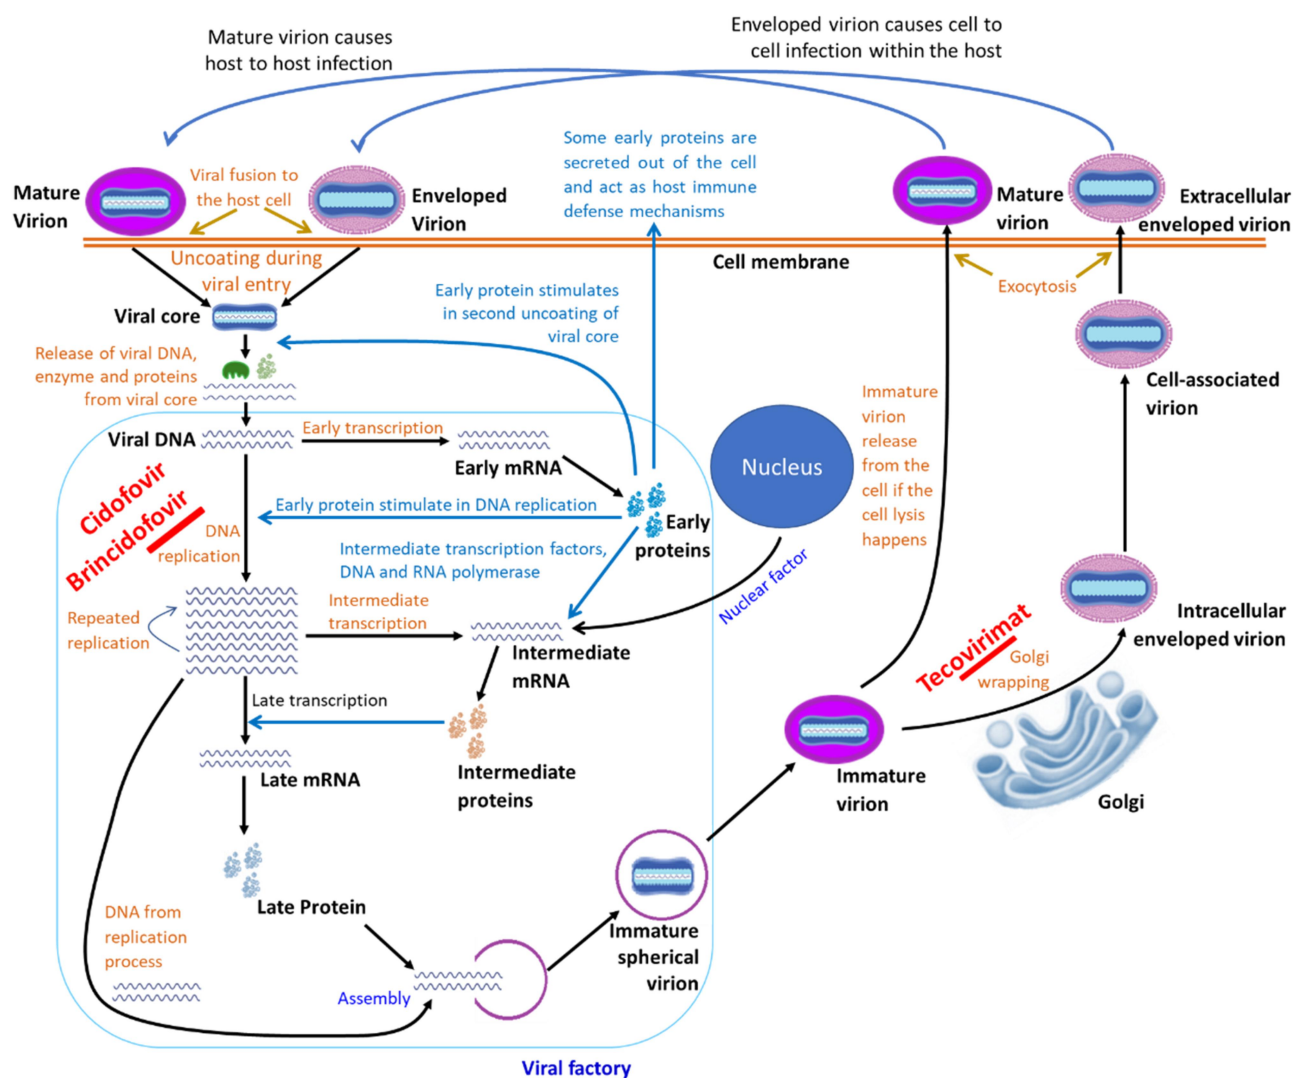 Mature virion causes
host to host infection
Enveloped virion causes cell to
cell infection within the host
Mature
Virion
Viral fusion to
the host cell
Enveloped
Virion
Some early proteins are
secreted out of the cell
and act as host immune
defense mechanisms
Mature
virion
Extracellular
enveloped virion
Cell membrane
Uncoating during
viral entry
Exocytosis
Viral core
Early protein stimulates
in second uncoating of
viral core
Release of viral DNA,
enzyme and proteins
from viral core
Cell-associated
virion
Immature
virion
release
from the
cell if the
cell lysis
happens
Viral DNA
Early transcription
Early mRNA
Nucleus
Cidofovir
Brincidofovir
DNA
replication
Early protein stimulate in DNA replication
Early
proteins
Intermediate transcription factors,
DNA and RNA polymerase
Nuclear factor
Repeated
replication
Intermediate
transcription
Intermediate
mRNA
Intracellular
enveloped virion
Tecovirimat
Golgi
wrapping
Late transcription
Late mRNA
Intermediate
proteins
Immature
virion
Golgi
Late Protein
DNA from
replication
process
Immature
spherical
virion
Assembly
Viral factory